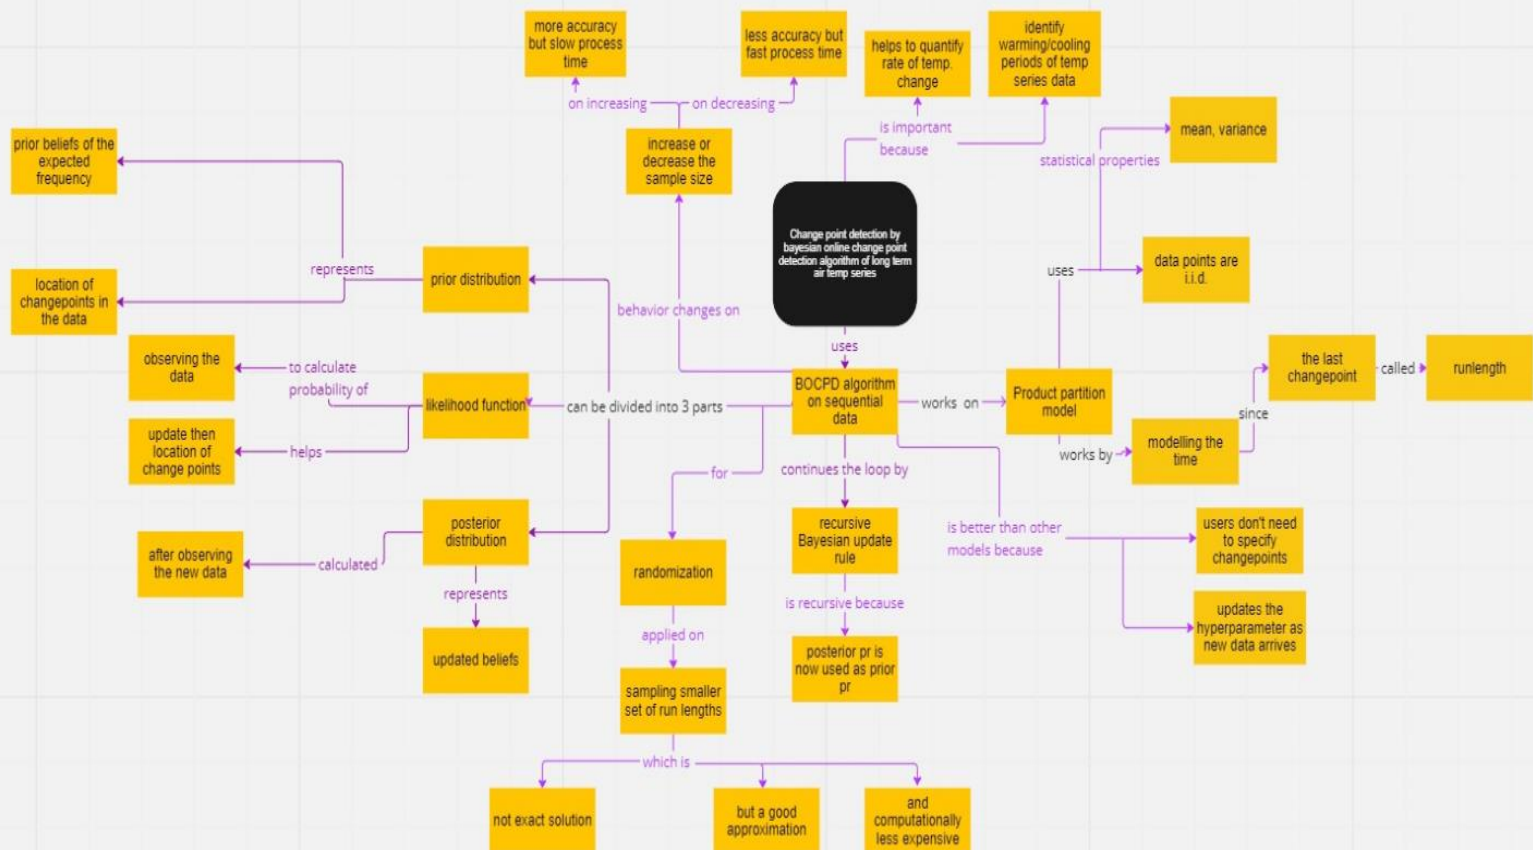 more accuracy
but slow process
time
less accuracy but
fast process time
helps to quantify
rate of temp.
change
identify
warming/cooling
periods of temp
series data
on increasing
on decreasing
is important
because
mean, variance
statistical properties
prior beliefs of the
expected
frequency
increase or
decrease the
sample size
Change point detection by
bayesian online change point
detection algorithm of long term
air temp series
represents
prior distribution
location of
changepoints in
the data
uses
data points are
i.i.d.
behavior changes on
uses
observing the
data
to calculate
probability of
likelihood function
can be divided into 3 parts
BOCPD algorithm
on sequential
data
works on
Product partition
model
the last
changepoint
called
runlength
since
update then
location of
change points
helps
works by
modelling the
time
for
continues the loop by
is better than other
models because
users don't need
to specify
changepoints
after observing
the new data
calculated
posterior
distribution
recursive
Bayesian update
rule
randomization
represents
is recursive because
updates the
hyperparameter as
new data arrives
applied on
updated beliefs
posterior pr is
now used as prior
pr
sampling smaller
set of run lengths
which is
not exact solution
but a good
approximation
and
computationally
less expensive